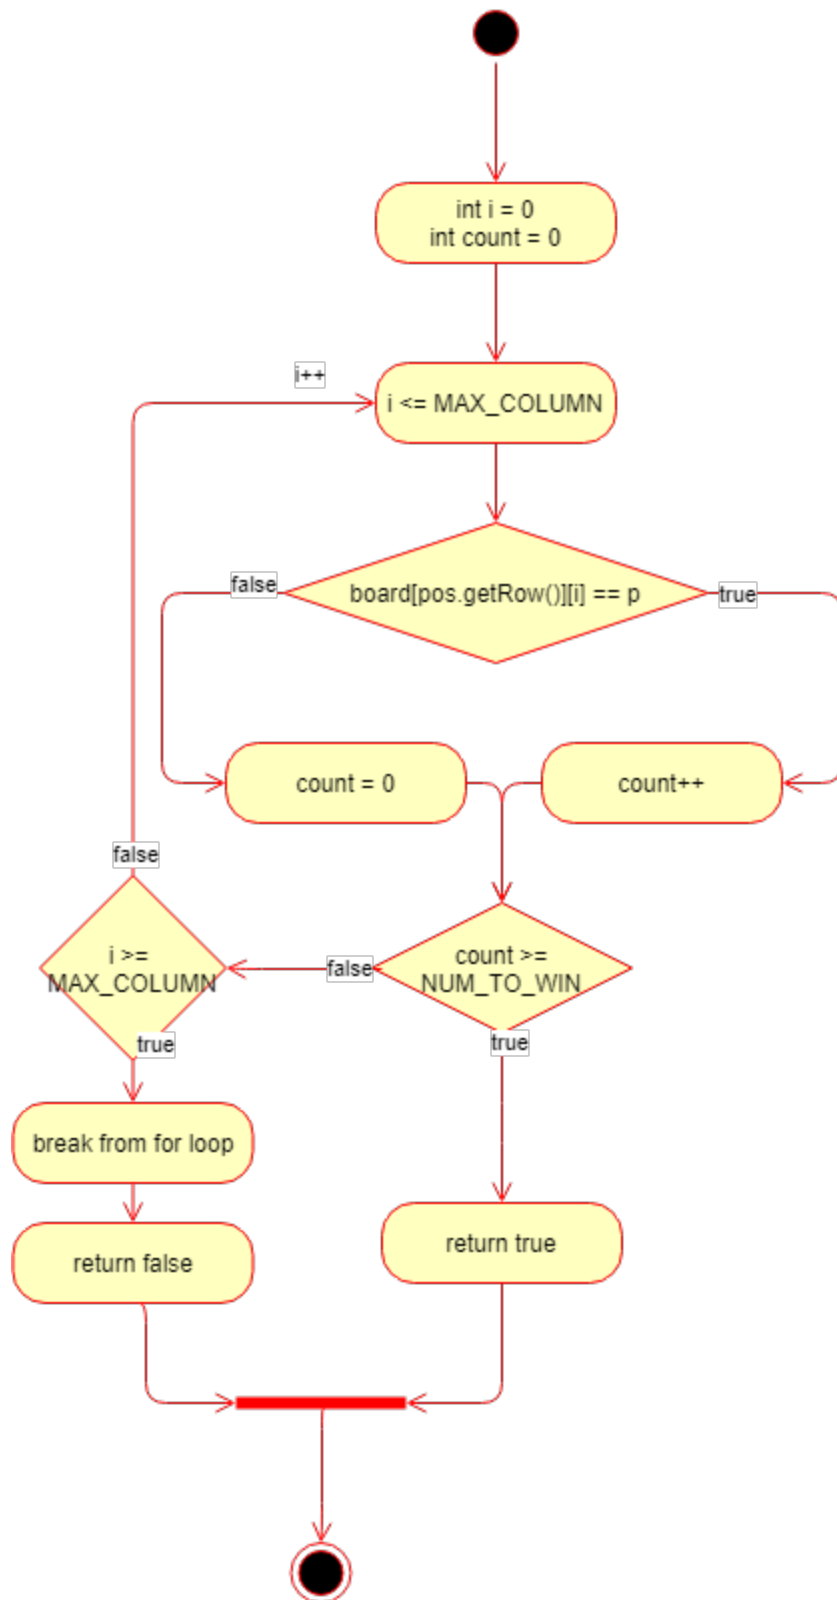 int i = 0
int count = 0
i++
i <= MAX_COLUMN
false
board[pos.getRow()][i] == p
true
count = 0
count++
false
i >=
MAX_COLUMN
false
count >=
NUM_TO_WIN
true
true
break from for loop
return false
return true